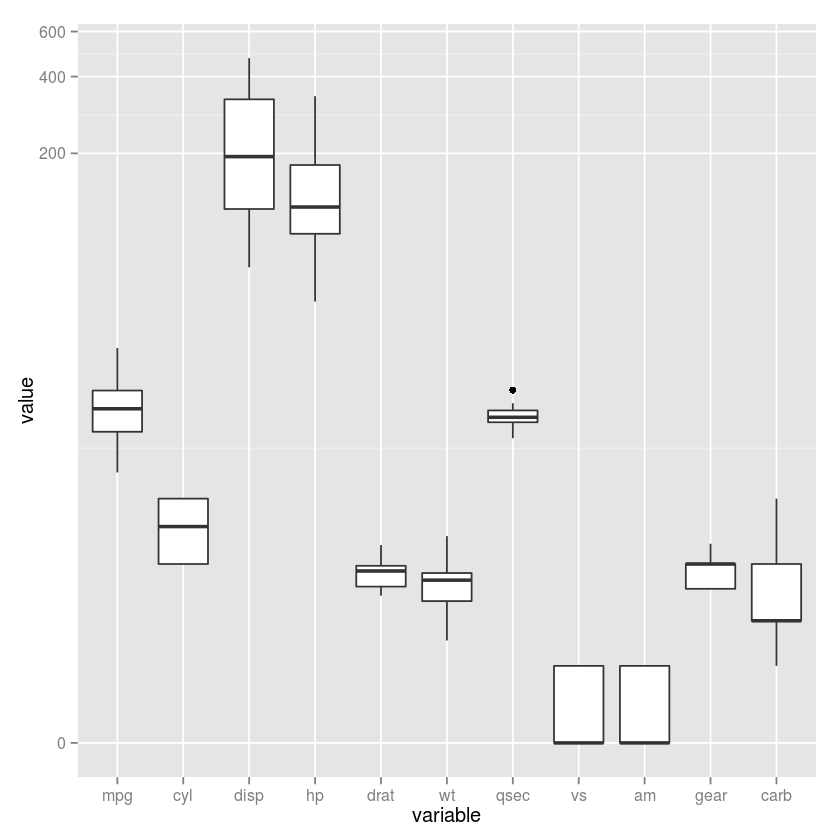 600
400
200
0
value
mpg cyl disp hp drat wt qsec vs am gear carb
variable